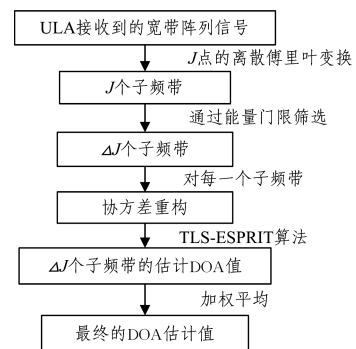 ULA接收到的宽带阵列信号
J点的离散傅里叶变换
J个子频带
通过能量门限筛选
ΔJ个子频带
对每一个子频带
协方差重构
TLS-ESPRIT算法
ΔJ个子频带的估计DOA值
加权平均
最终的DOA估计值